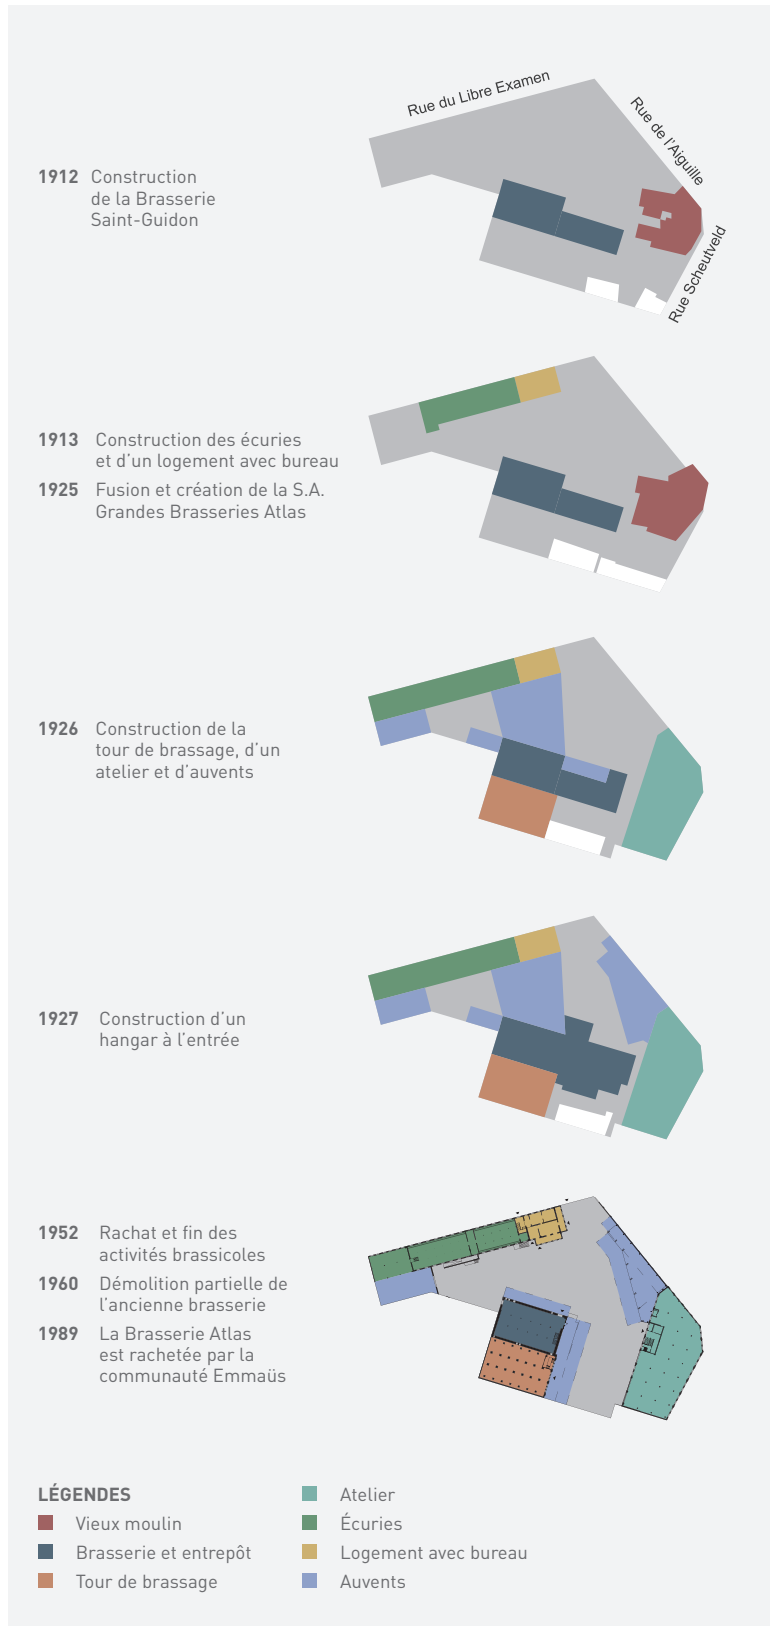 Rue du Libre Examen
Rue de l'Aiguille
Rue Scheutveld
1912 Construction
de la Brasserie
Saint-Guidon
1913 Construction des écuries
et d'un logement avec bureau
1925 Fusion et création de la S.A.
Grandes Brasseries Atlas
1926 Construction de la
tour de brassage, d'un
atelier et d'auvents
1927 Construction d'un
hangar à l'entrée
1952 Rachat et fin des
activités brassicoles
1960 Démolition partielle de
l'ancienne brasserie
1989 La Brasserie Atlas
est rachetée par la
communauté Emmaüs
LÉGENDES
Vieux moulin
Brasserie et entrepôt
Tour de brassage
Atelier
Écuries
Logement avec bureau
Auvents